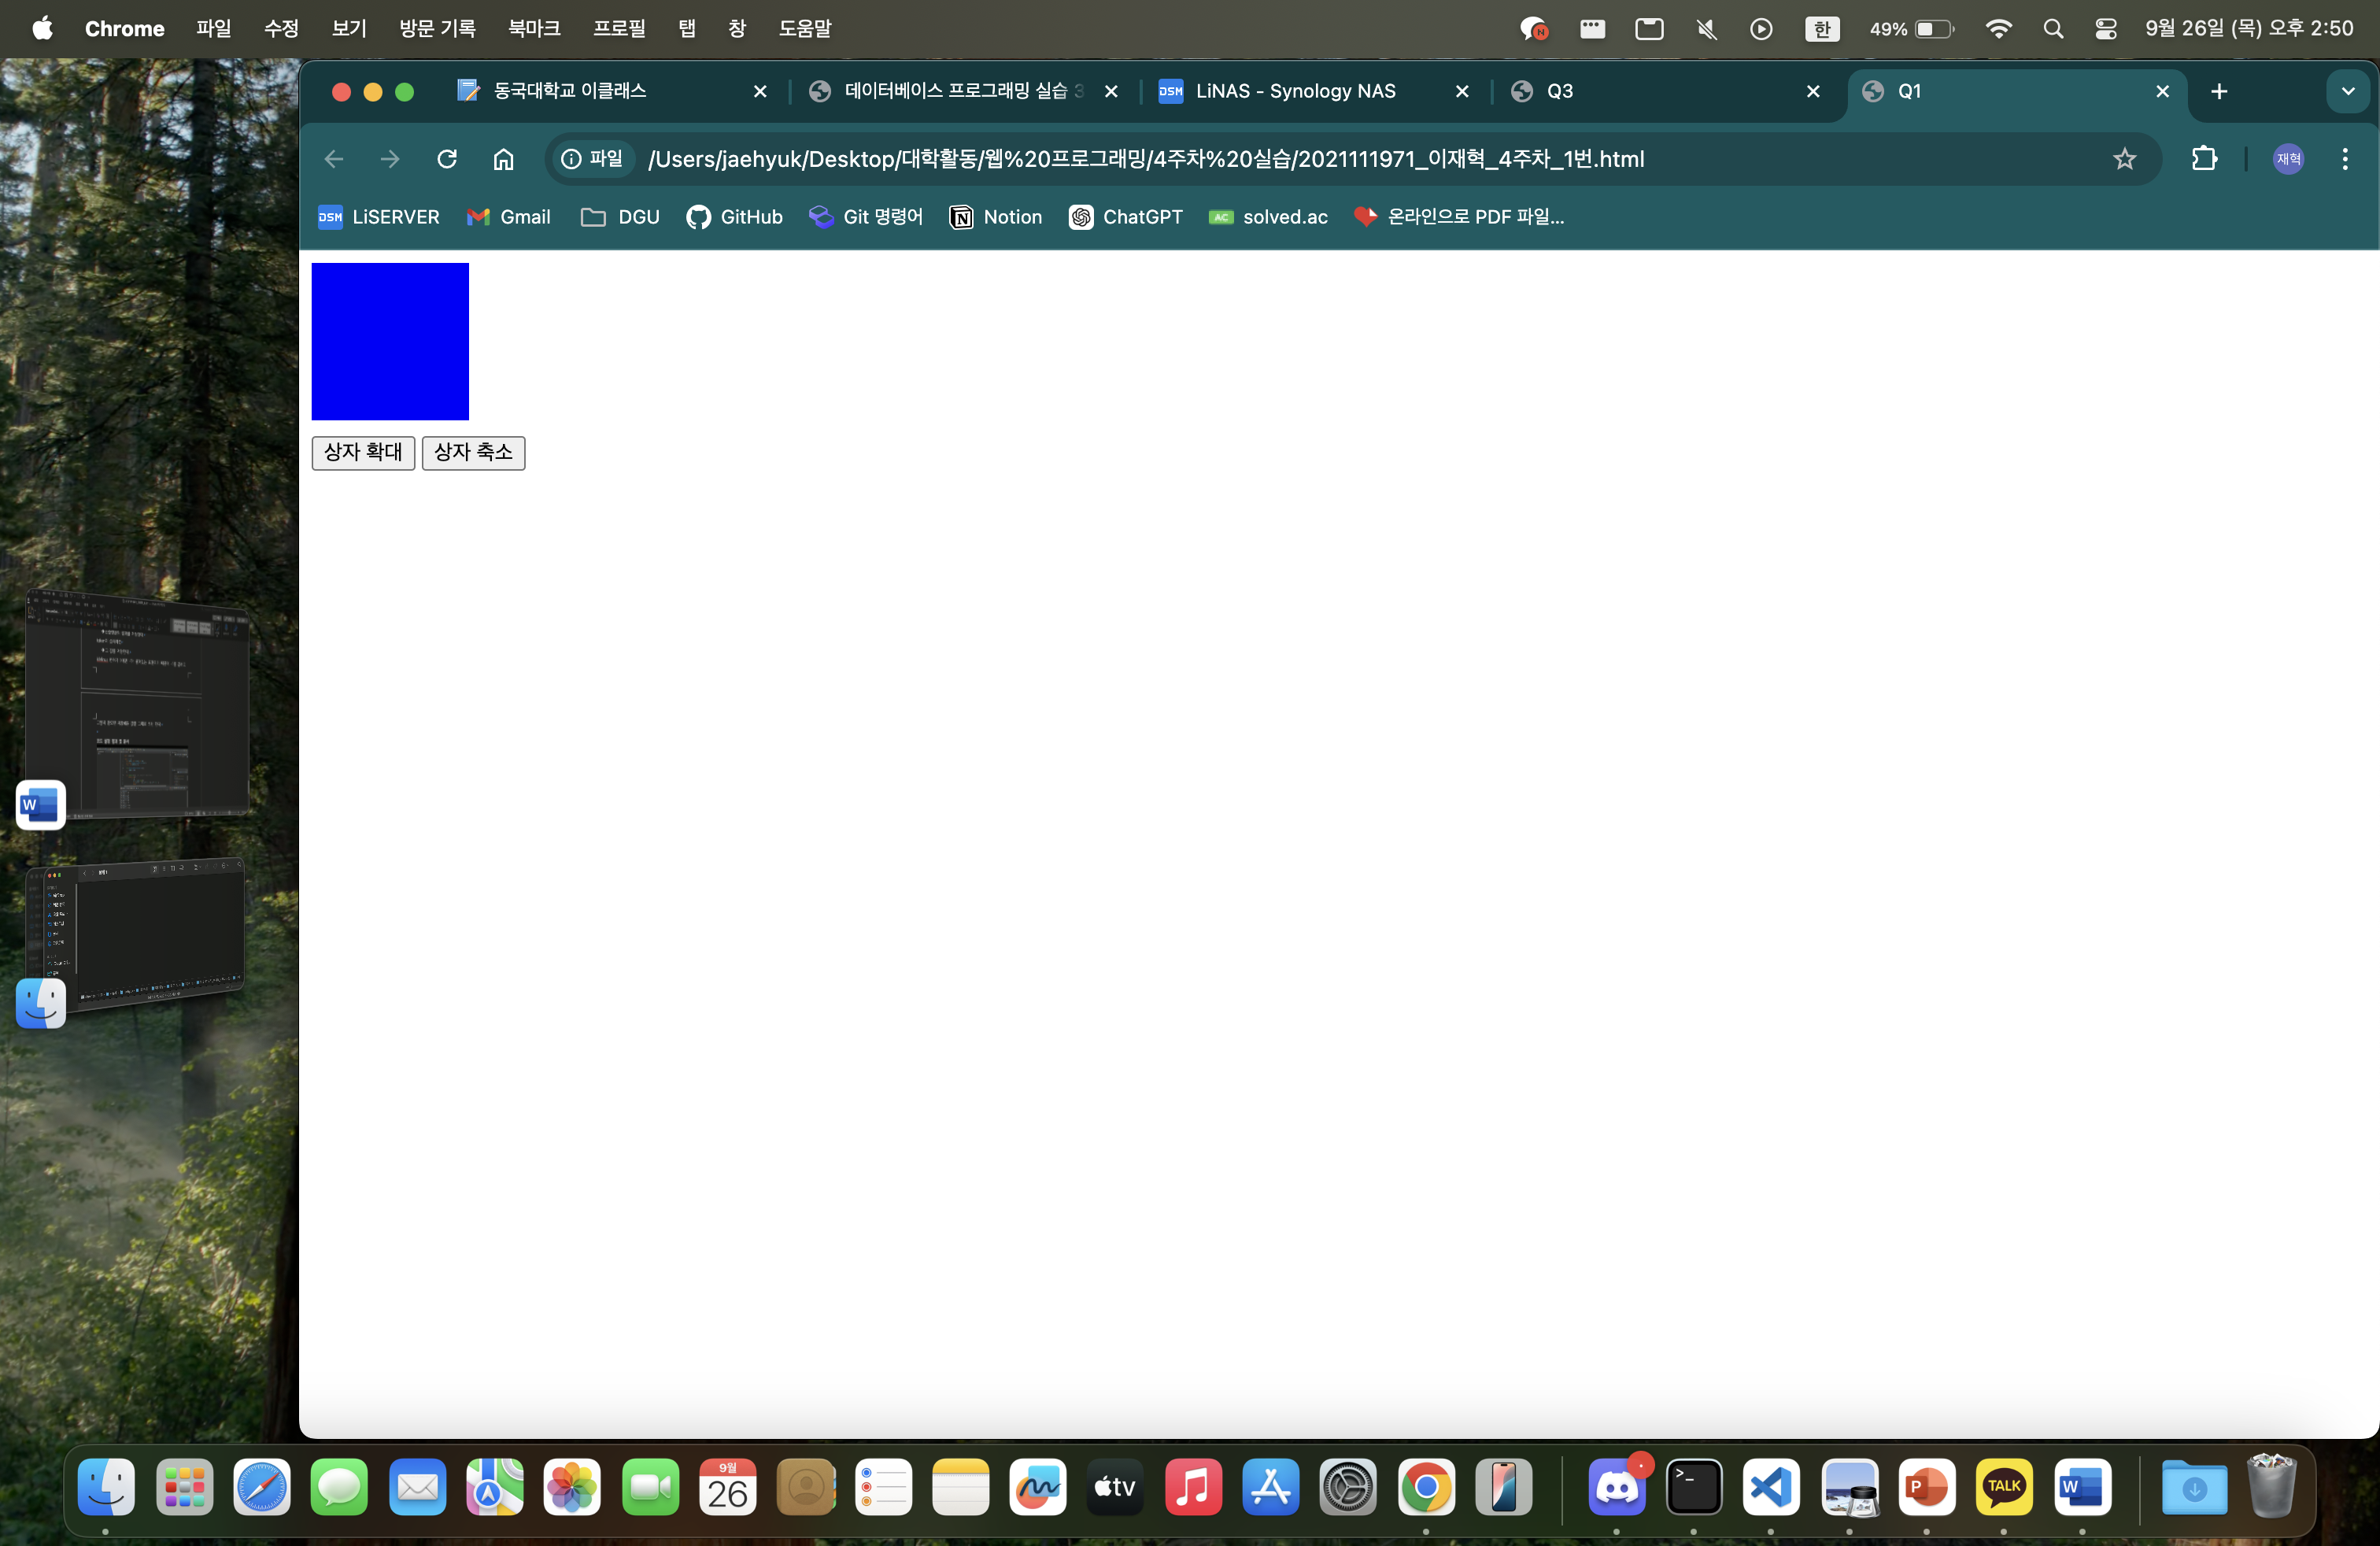 Chrome 파일 수정 보기 방문 기록 북마크 프로필 탭 창 도움말 한 49% 9월 26일 (목) 오후 2:50
동국대학교 이클래스 데이터베이스 프로그래밍 실습 3 DSM LiNAS - Synology NAS Q3 Q1
파일 /Users/jaehyuk/Desktop/대학활동/웹%20프로그래밍/4주차%20실습/2021111971_이재혁_4주차_1번.html 재혁
DSM LiSERVER Gmail DGU GitHub Git 명령어 Notion ChatGPT AC solved.ac 온라인으로 PDF 파일...
상자 확대 상자 축소
W
9월
26
tv
P
TALK
W